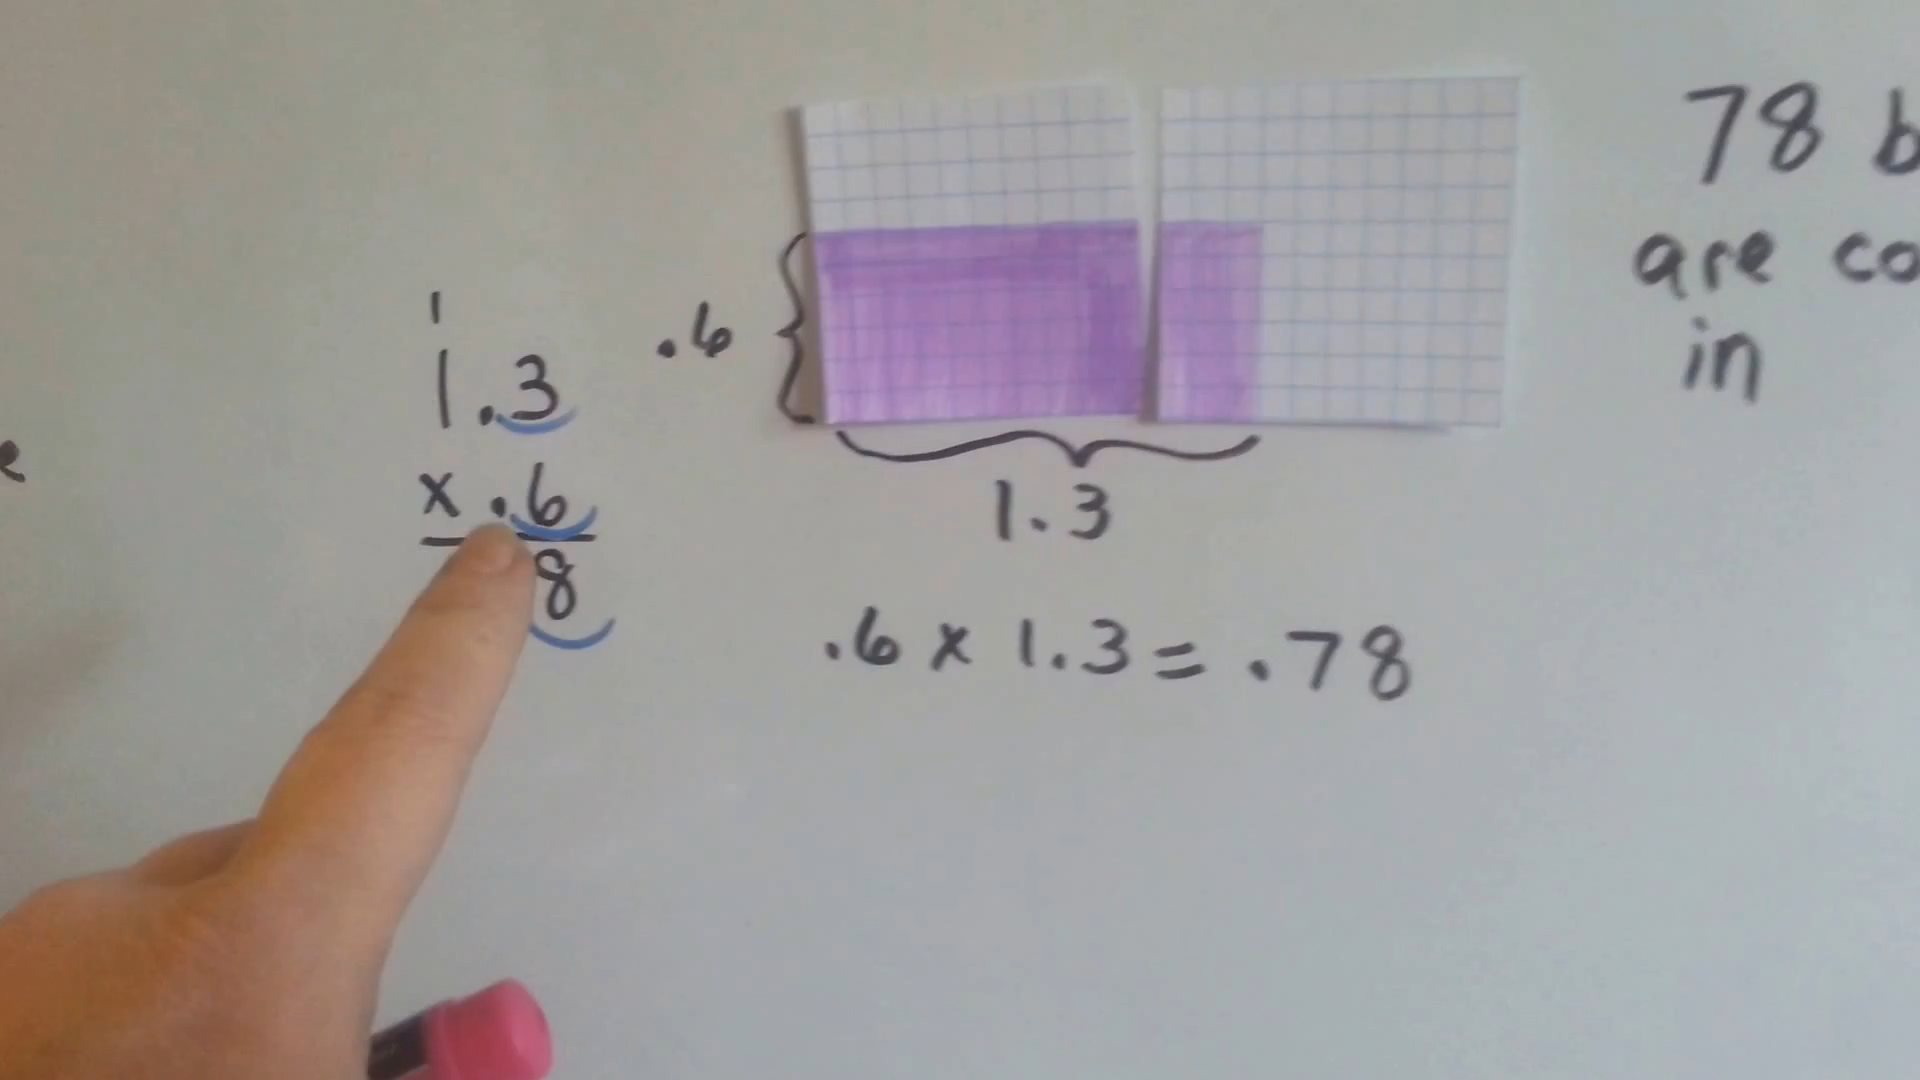 1
1.3
x .6
8
.6
1.3
.6 x 1.3 = .78
78
are
in